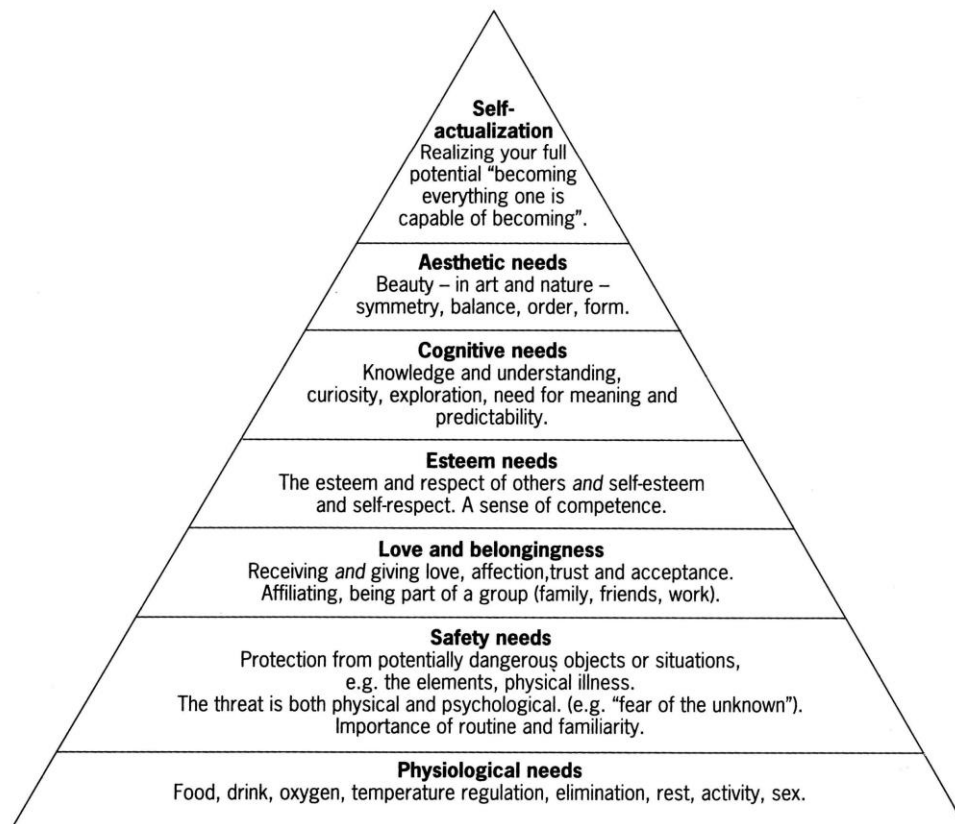 Self-
actualization
Realizing your full
potential “becoming
everything one is
capable of becoming”.
Aesthetic needs
Beauty – in art and nature –
symmetry, balance, order, form.
Cognitive needs
Knowledge and understanding,
curiosity, exploration, need for meaning and
predictability.
Esteem needs
The esteem and respect of others and self-esteem
and self-respect. A sense of competence.
Love and belongingness
Receiving and giving love, affection,trust and acceptance.
Affiliating, being part of a group (family, friends, work).
Safety needs
Protection from potentially dangerous objects or situations,
e.g. the elements, physical illness.
The threat is both physical and psychological. (e.g. “fear of the unknown”).
Importance of routine and familiarity.
Physiological needs
Food, drink, oxygen, temperature regulation, elimination, rest, activity, sex.